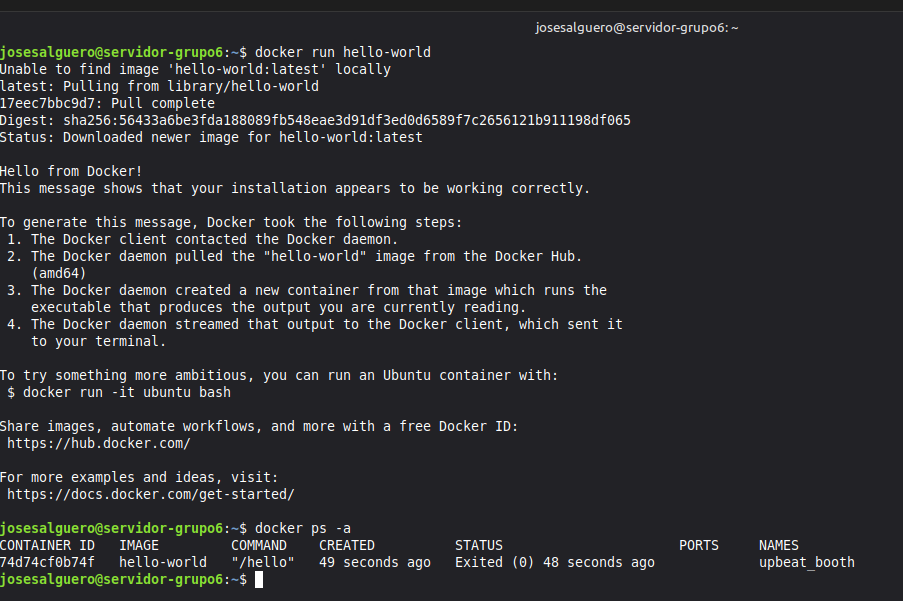 josesalguero@servidor-grupo6: ~
josesalguero@servidor-grupo6:~$ docker run hello-world
Unable to find image 'hello-world:latest' locally
latest: Pulling from library/hello-world
17eec7bbc9d7: Pull complete
Digest: sha256:56433a6be3fda188089fb548eae3d91df3ed0d6589f7c2656121b911198df065
Status: Downloaded newer image for hello-world:latest

Hello from Docker!
This message shows that your installation appears to be working correctly.

To generate this message, Docker took the following steps:
 1. The Docker client contacted the Docker daemon.
 2. The Docker daemon pulled the "hello-world" image from the Docker Hub.
    (amd64)
 3. The Docker daemon created a new container from that image which runs the
    executable that produces the output you are currently reading.
 4. The Docker daemon streamed that output to the Docker client, which sent it
    to your terminal.

To try something more ambitious, you can run an Ubuntu container with:
 $ docker run -it ubuntu bash

Share images, automate workflows, and more with a free Docker ID:
 https://hub.docker.com/

For more examples and ideas, visit:
 https://docs.docker.com/get-started/

josesalguero@servidor-grupo6:~$ docker ps -a
CONTAINER ID   IMAGE         COMMAND    CREATED          STATUS                      PORTS     NAMES
74d74cf0b74f   hello-world   "/hello"   49 seconds ago   Exited (0) 48 seconds ago             upbeat_booth
josesalguero@servidor-grupo6:~$